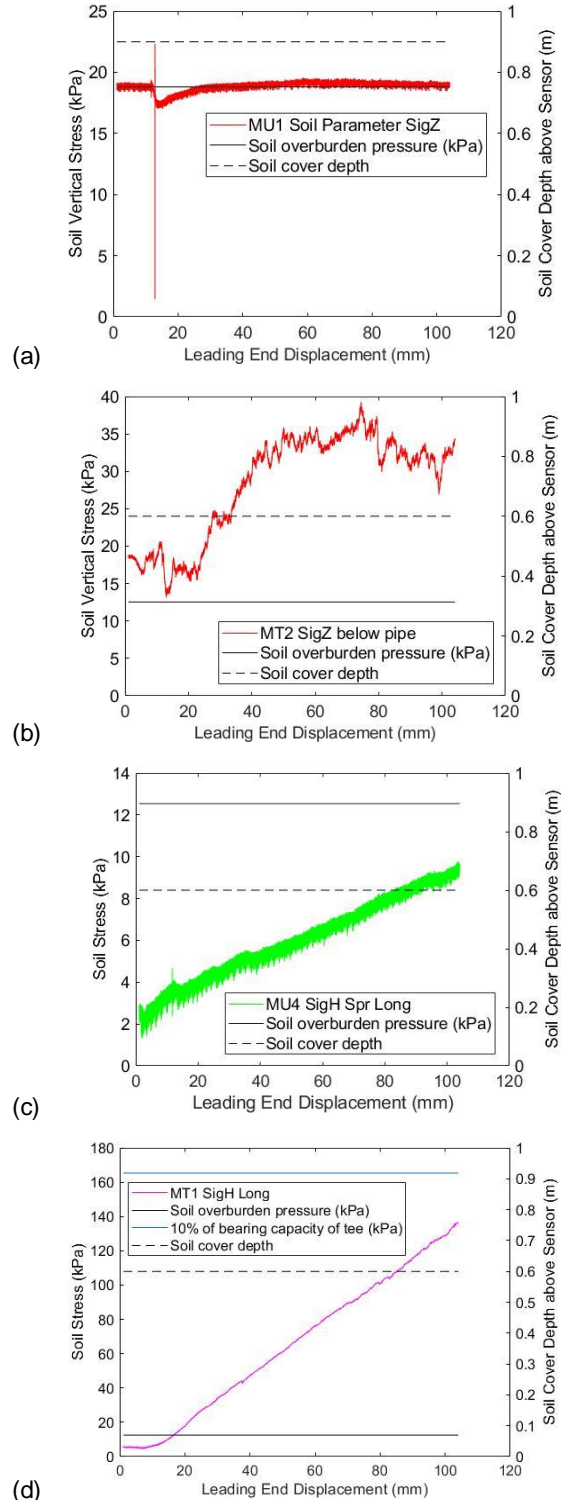 Soil Vertical Stress (kPa)
25
20
15
10
5
0
1
0.8
0.6
0.4
0.2
0
Soil Cover Depth above Sensor (m)
MU1 Soil Parameter SigZ
Soil overburden pressure (kPa)
Soil cover depth
0 20 40 60 80 100 120
Leading End Displacement (mm)
(a)
Soil Vertical Stress (kPa)
40
35
30
25
20
15
10
5
0
1
0.8
0.6
0.4
0.2
0
Soil Cover Depth above Sensor (m)
MT2 SigZ below pipe
Soil overburden pressure (kPa)
Soil cover depth
0 20 40 60 80 100 120
Leading End Displacement (mm)
(b)
Soil Stress (kPa)
14
12
10
8
6
4
2
0
1
0.8
0.6
0.4
0.2
0
Soil Cover Depth above Sensor (m)
MU4 SigH Spr Long
Soil overburden pressure (kPa)
Soil cover depth
0 20 40 60 80 100 120
Leading End Displacement (mm)
(c)
Soil Stress (kPa)
180
160
140
120
100
80
60
40
20
0
1
0.9
0.8
0.7
0.6
0.5
0.4
0.3
0.2
0.1
0
Soil Cover Depth above Sensor (m)
MT1 SigH Long
Soil overburden pressure (kPa)
10% of bearing capacity of tee (kPa)
Soil cover depth
0 20 40 60 80 100 120
Leading End Displacement (mm)
(d)